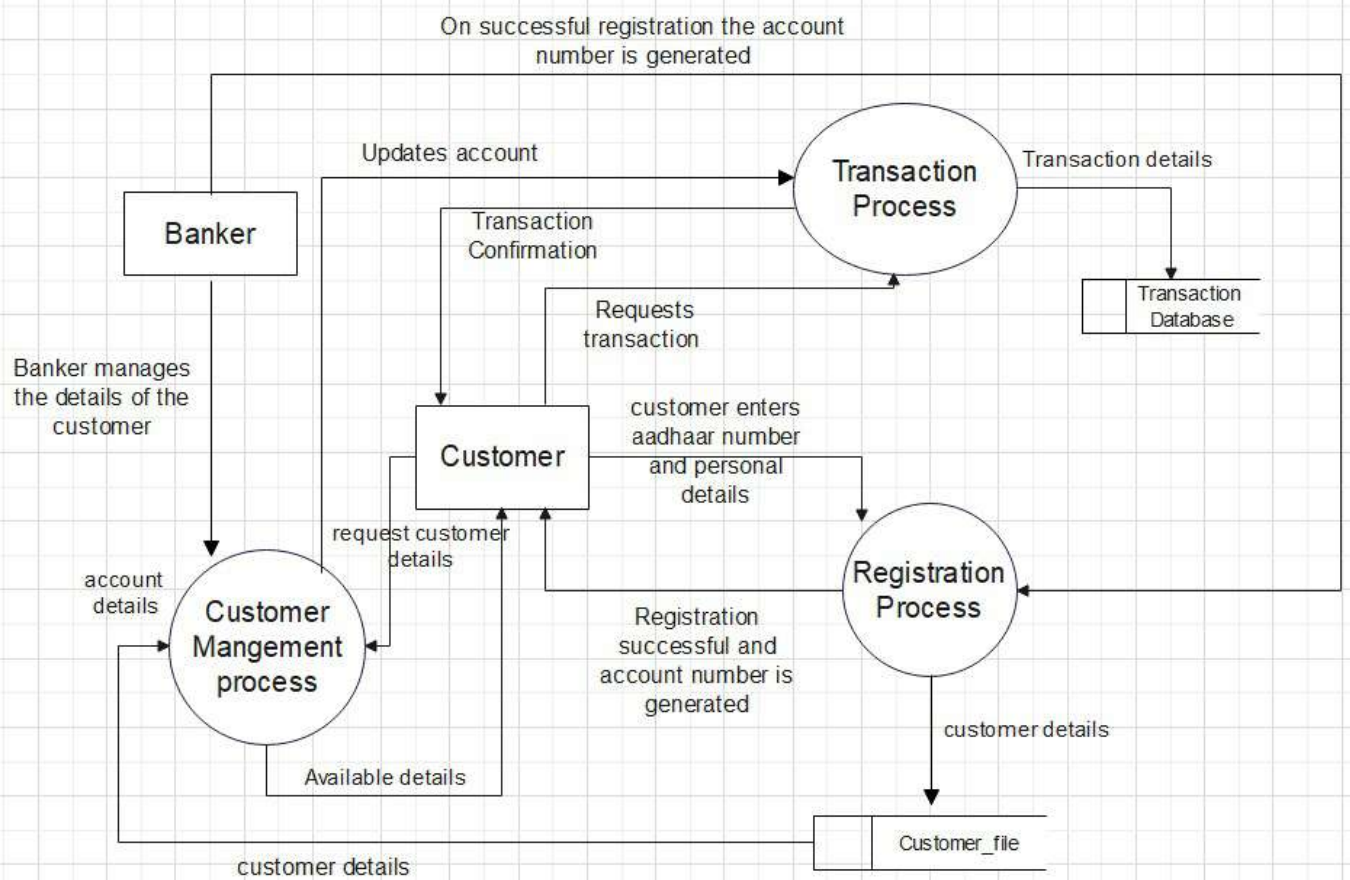 On successful registration the account
number is generated
Updates account
Transaction
Process
Transaction details
Banker
Transaction
Confirmation
Requests
transaction
Transaction
Database
Banker manages
the details of the
customer
Customer
customer enters
aadhaar number
and personal
details
request customer
details
account
details
Customer
Mangement
process
Registration
Process
Registration
successful and
account number is
generated
customer details
Available details
Customer_file
customer details